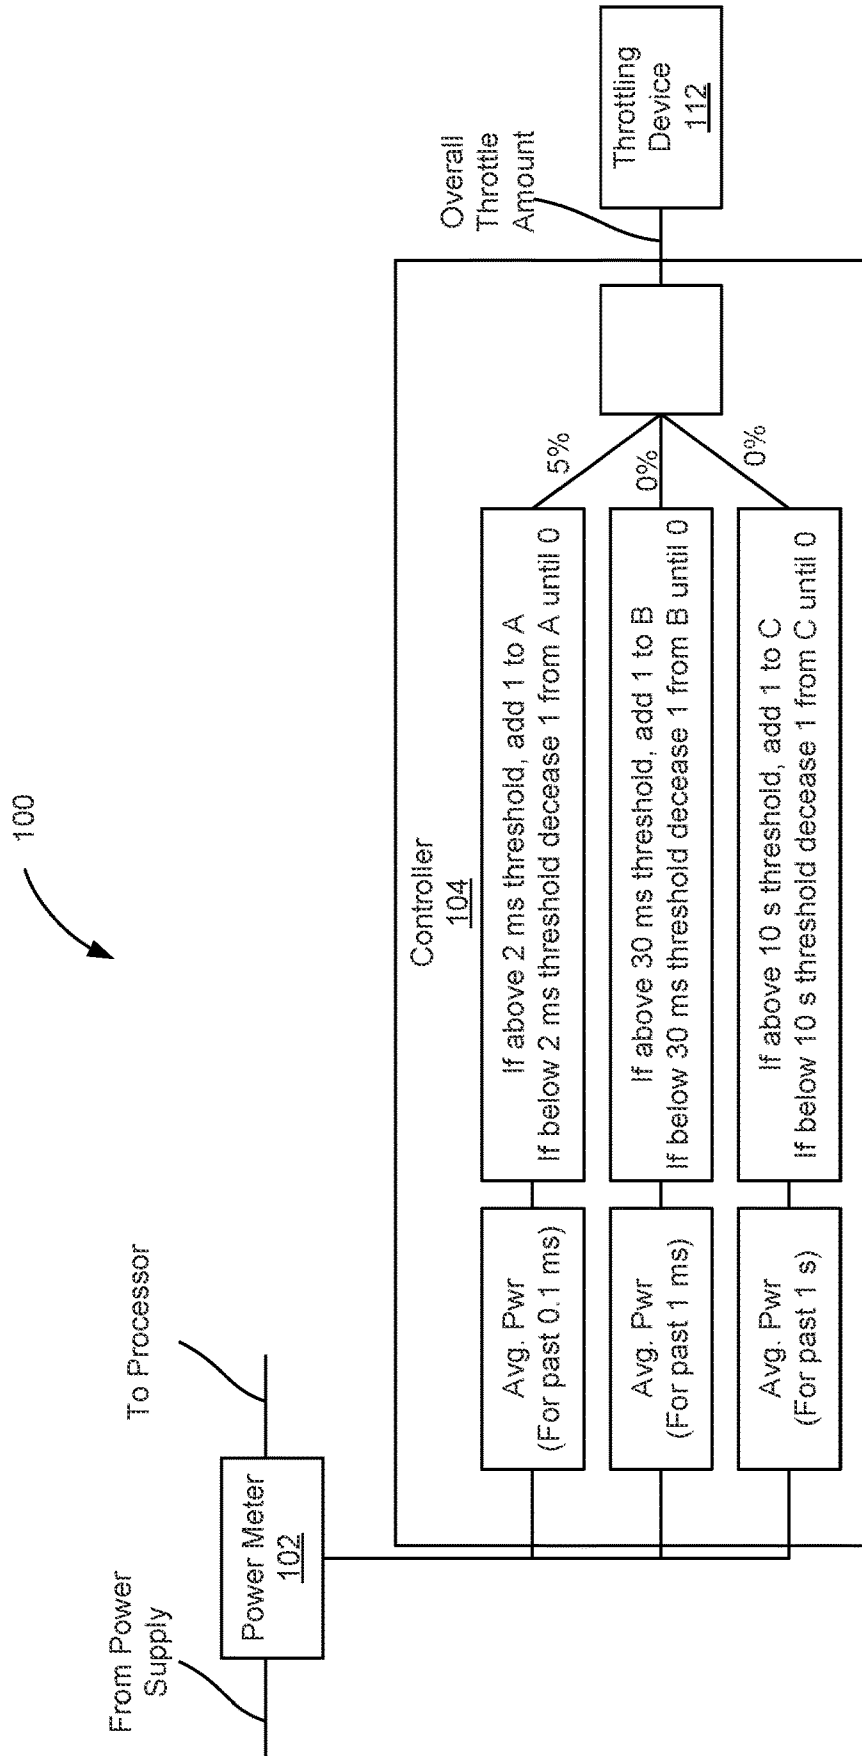 100
From Power
Supply
Power Meter
102
To Processor
Controller
104
Avg. Pwr
(For past 0.1 ms)
If above 2 ms threshold, add 1 to A
If below 2 ms threshold decease 1 from A until 0
5%
Avg. Pwr
(For past 1 ms)
If above 30 ms threshold, add 1 to B
If below 30 ms threshold decease 1 from B until 0
0%
Avg. Pwr
(For past 1 s)
If above 10 s threshold, add 1 to C
If below 10 s threshold decease 1 from C until 0
0%
Overall
Throttle
Amount
Throttling
Device
112